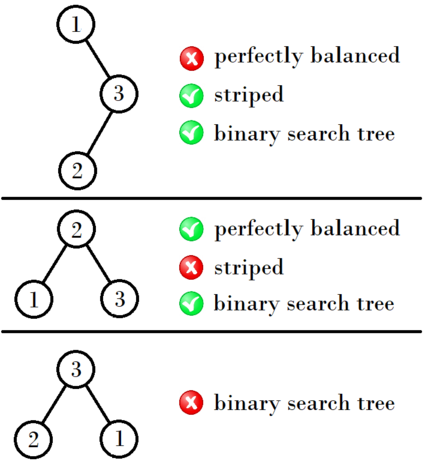 1
perfectly balanced
3
striped
binary search tree
2
2
perfectly balanced
striped
1
3
binary search tree
3
binary search tree
2
1